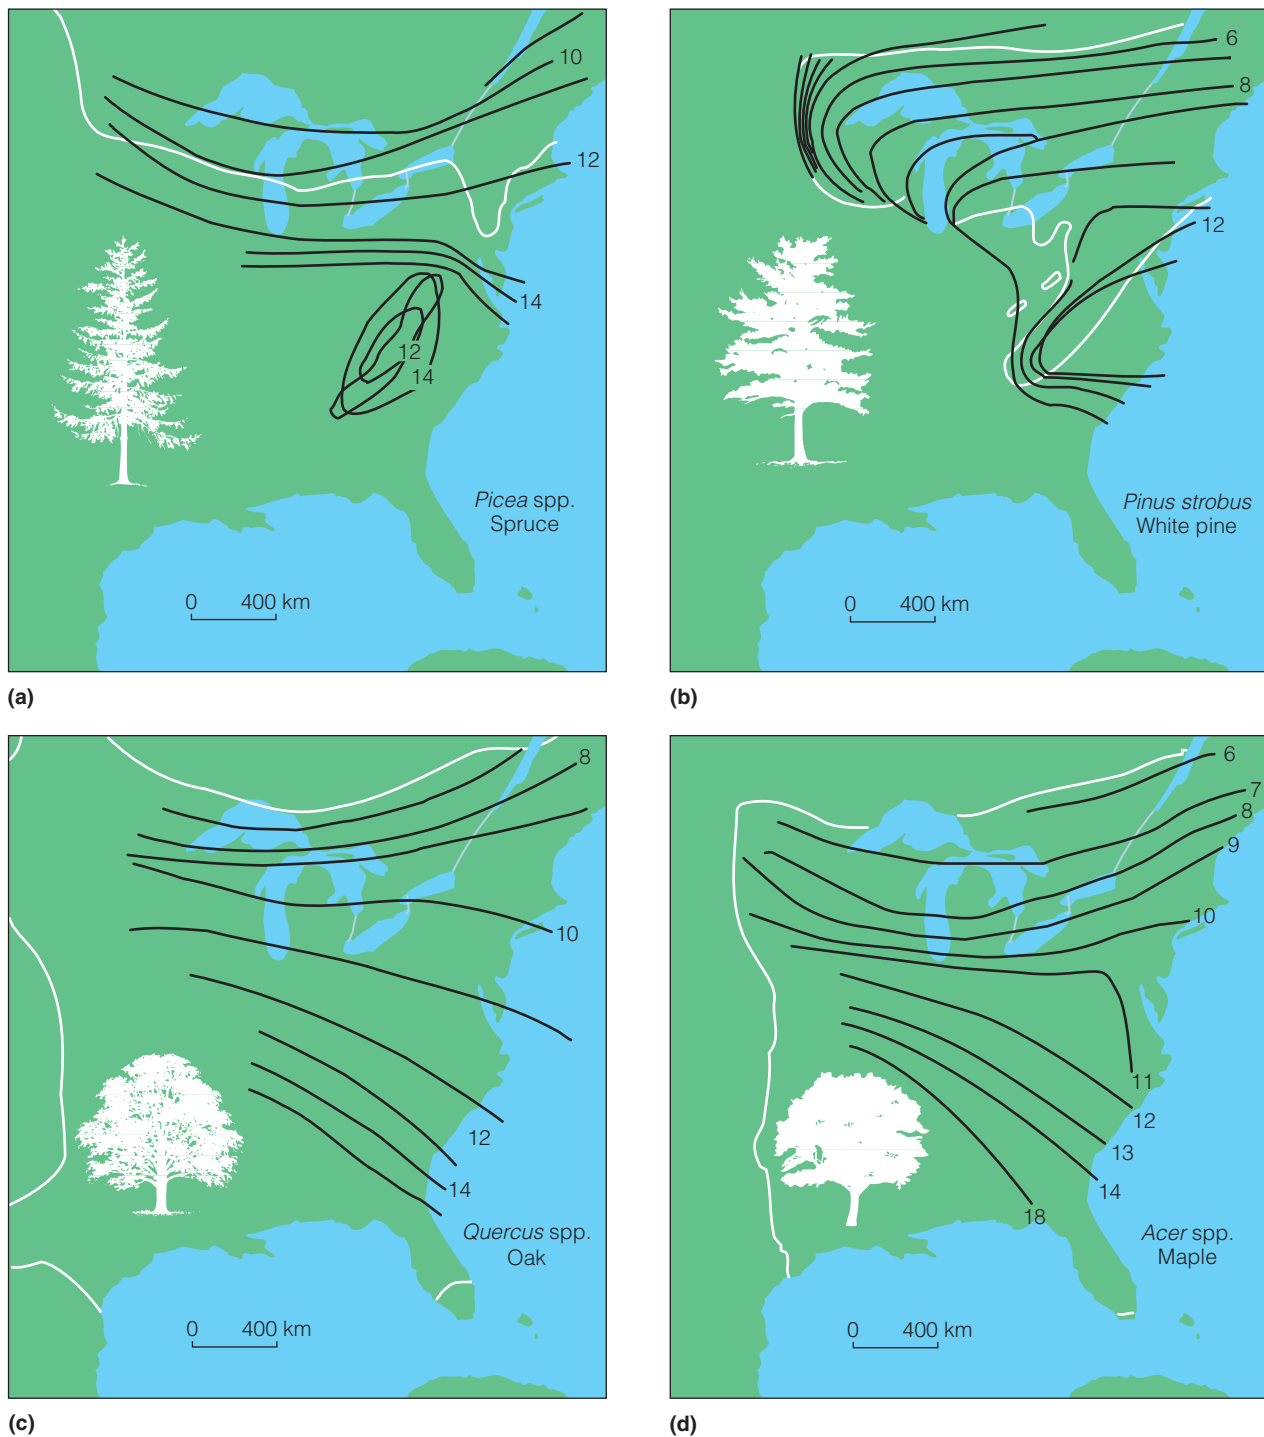 10
12
14
12
14
Picea spp.
Spruce
0 400 km
(a)
6
8
12
Pinus strobus
White pine
0 400 km
(b)
8
10
12
14
Quercus spp.
Oak
0 400 km
(c)
6
7
8
9
10
11
12
13
14
18
Acer spp.
Maple
0 400 km
(d)